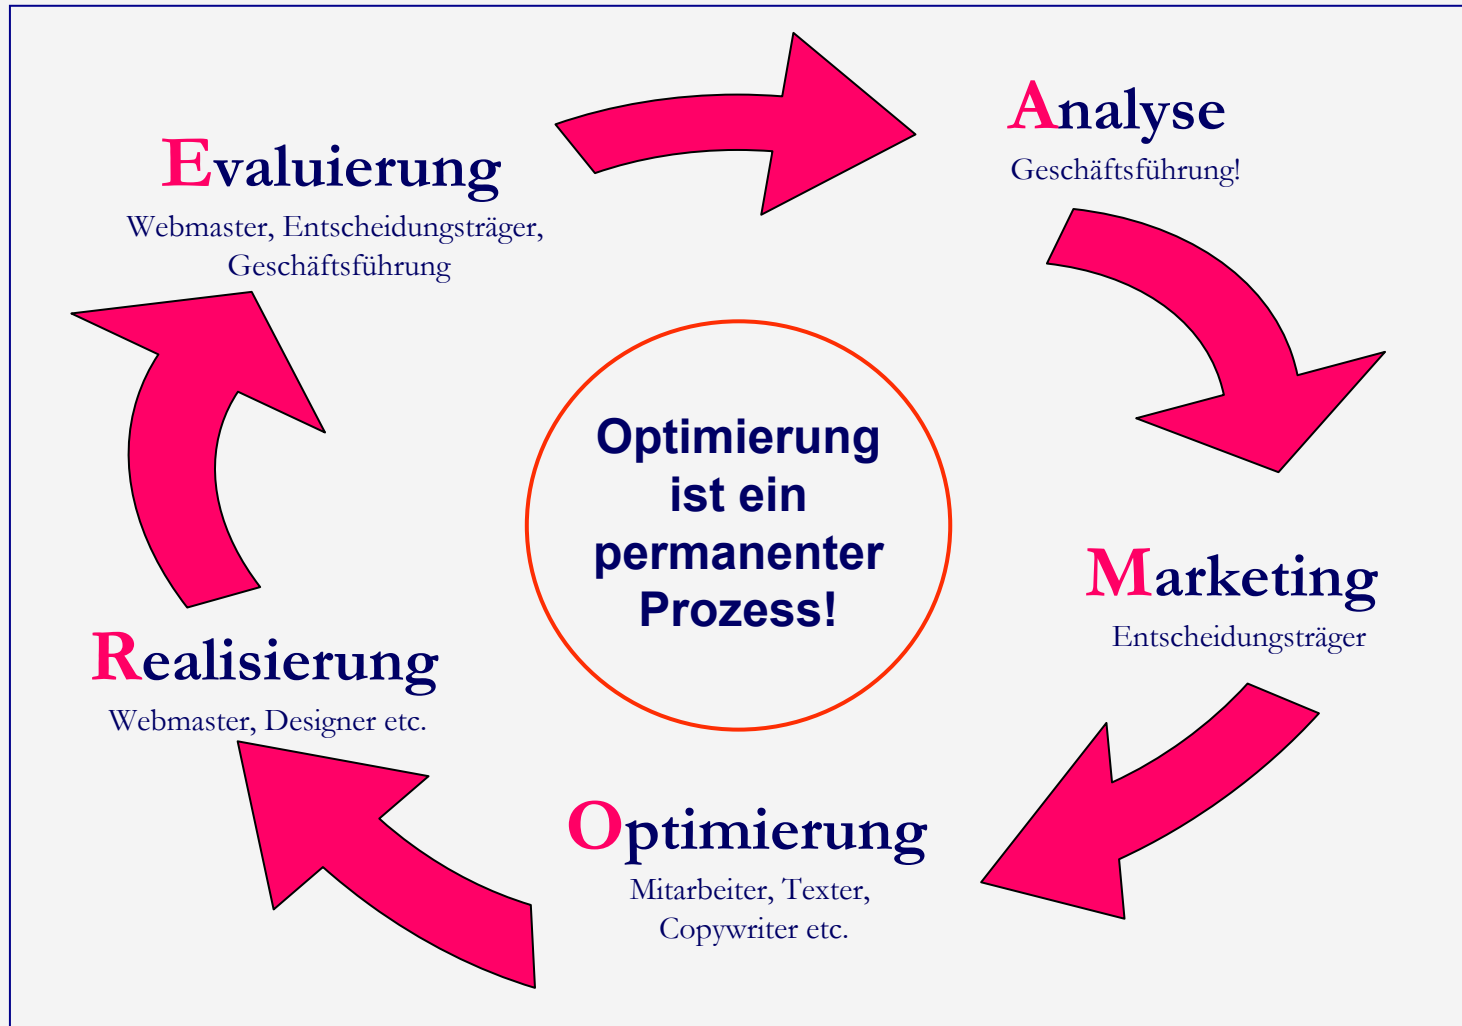 Analyse
Geschäftsführung!
Marketing
Entscheidungsträger
Optimierung
Mitarbeiter, Texter,
Copywriter etc.
Realisierung
Webmaster, Designer etc.
Evaluierung
Webmaster, Entscheidungsträger,
Geschäftsführung
Optimierung
ist ein
permanenter
Prozess!